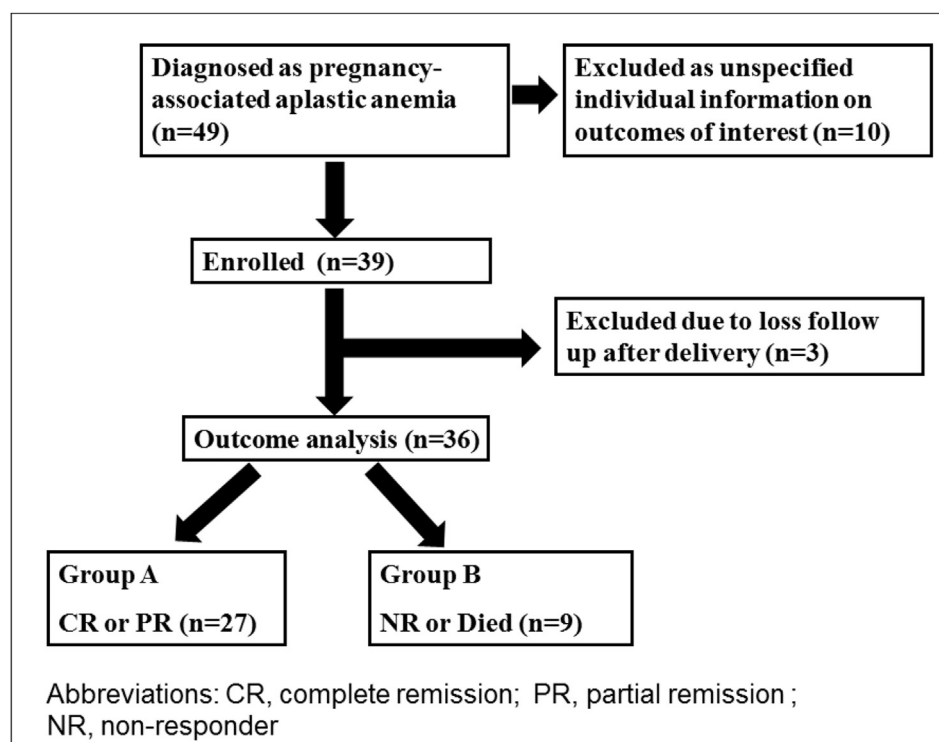 Diagnosed as pregnancy-
associated aplastic anemia
(n=49)
Excluded as unspecified
individual information on
outcomes of interest (n=10)
Enrolled (n=39)
Excluded due to loss follow
up after delivery (n=3)
Outcome analysis (n=36)
Group A
CR or PR (n=27)
Group B
NR or Died (n=9)
Abbreviations: CR, complete remission; PR, partial remission ;
NR, non-responder